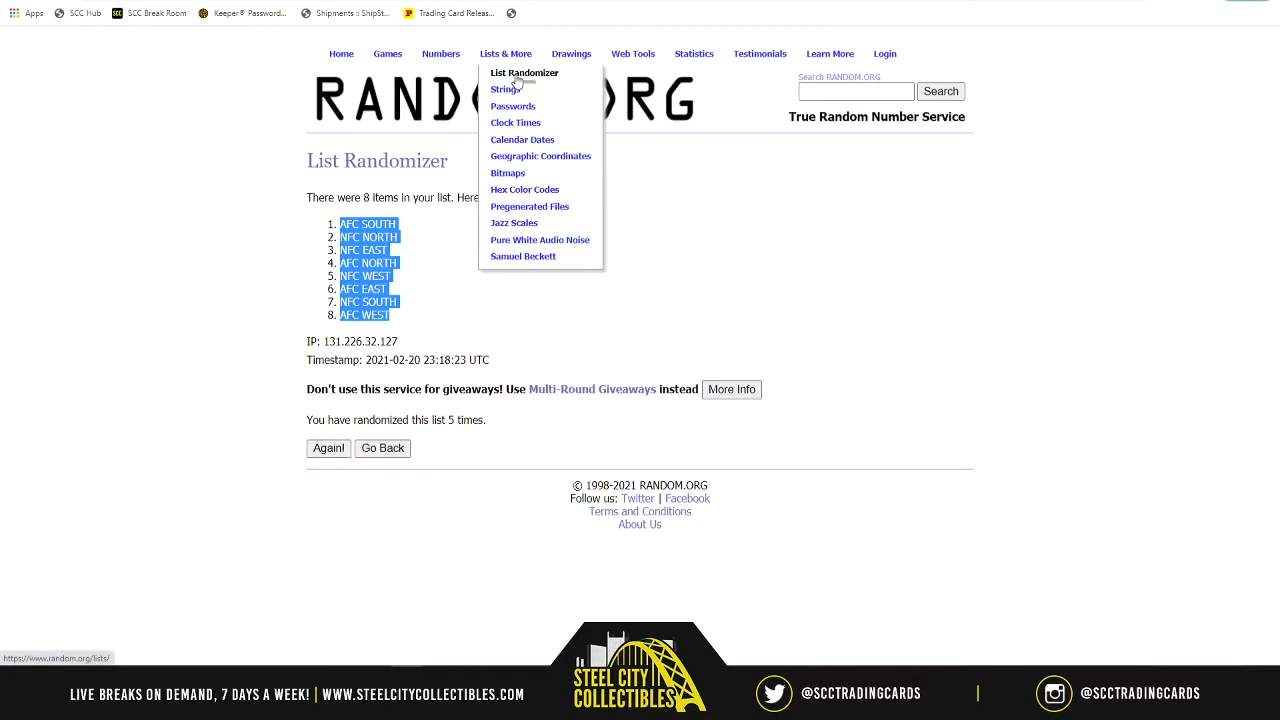 Apps SCC Hub SCC Break Room Keeper® Password... Shipments :: ShipSt... Trading Card Releas...
Home Games Numbers Lists & More Drawings Web Tools Statistics Testimonials Learn More Login
List Randomizer
Strings
Passwords
Clock Times
Calendar Dates
Geographic Coordinates
Bitmaps
Hex Color Codes
Pregenerated Files
Jazz Scales
Pure White Audio Noise
Samuel Beckett
Search RANDOM.ORG
Search
True Random Number Service
List Randomizer
There were 8 items in your list. Here
1. AFC SOUTH
2. NFC NORTH
3. NFC EAST
4. AFC NORTH
5. NFC WEST
6. AFC EAST
7. NFC SOUTH
8. AFC WEST
IP: 131.226.32.127
Timestamp: 2021-02-20 23:18:23 UTC
Don't use this service for giveaways! Use Multi-Round Giveaways instead More Info
You have randomized this list 5 times.
Again! Go Back
© 1998-2021 RANDOM.ORG
Follow us: Twitter | Facebook
Terms and Conditions
About Us
https://www.random.org/lists/
LIVE BREAKS ON DEMAND, 7 DAYS A WEEK! | WWW.STEELCITYCOLLECTIBLES.COM
STEEL CITY
COLLECTIBLES
@SCCTRADINGCARDS | @SCCTRADINGCARDS